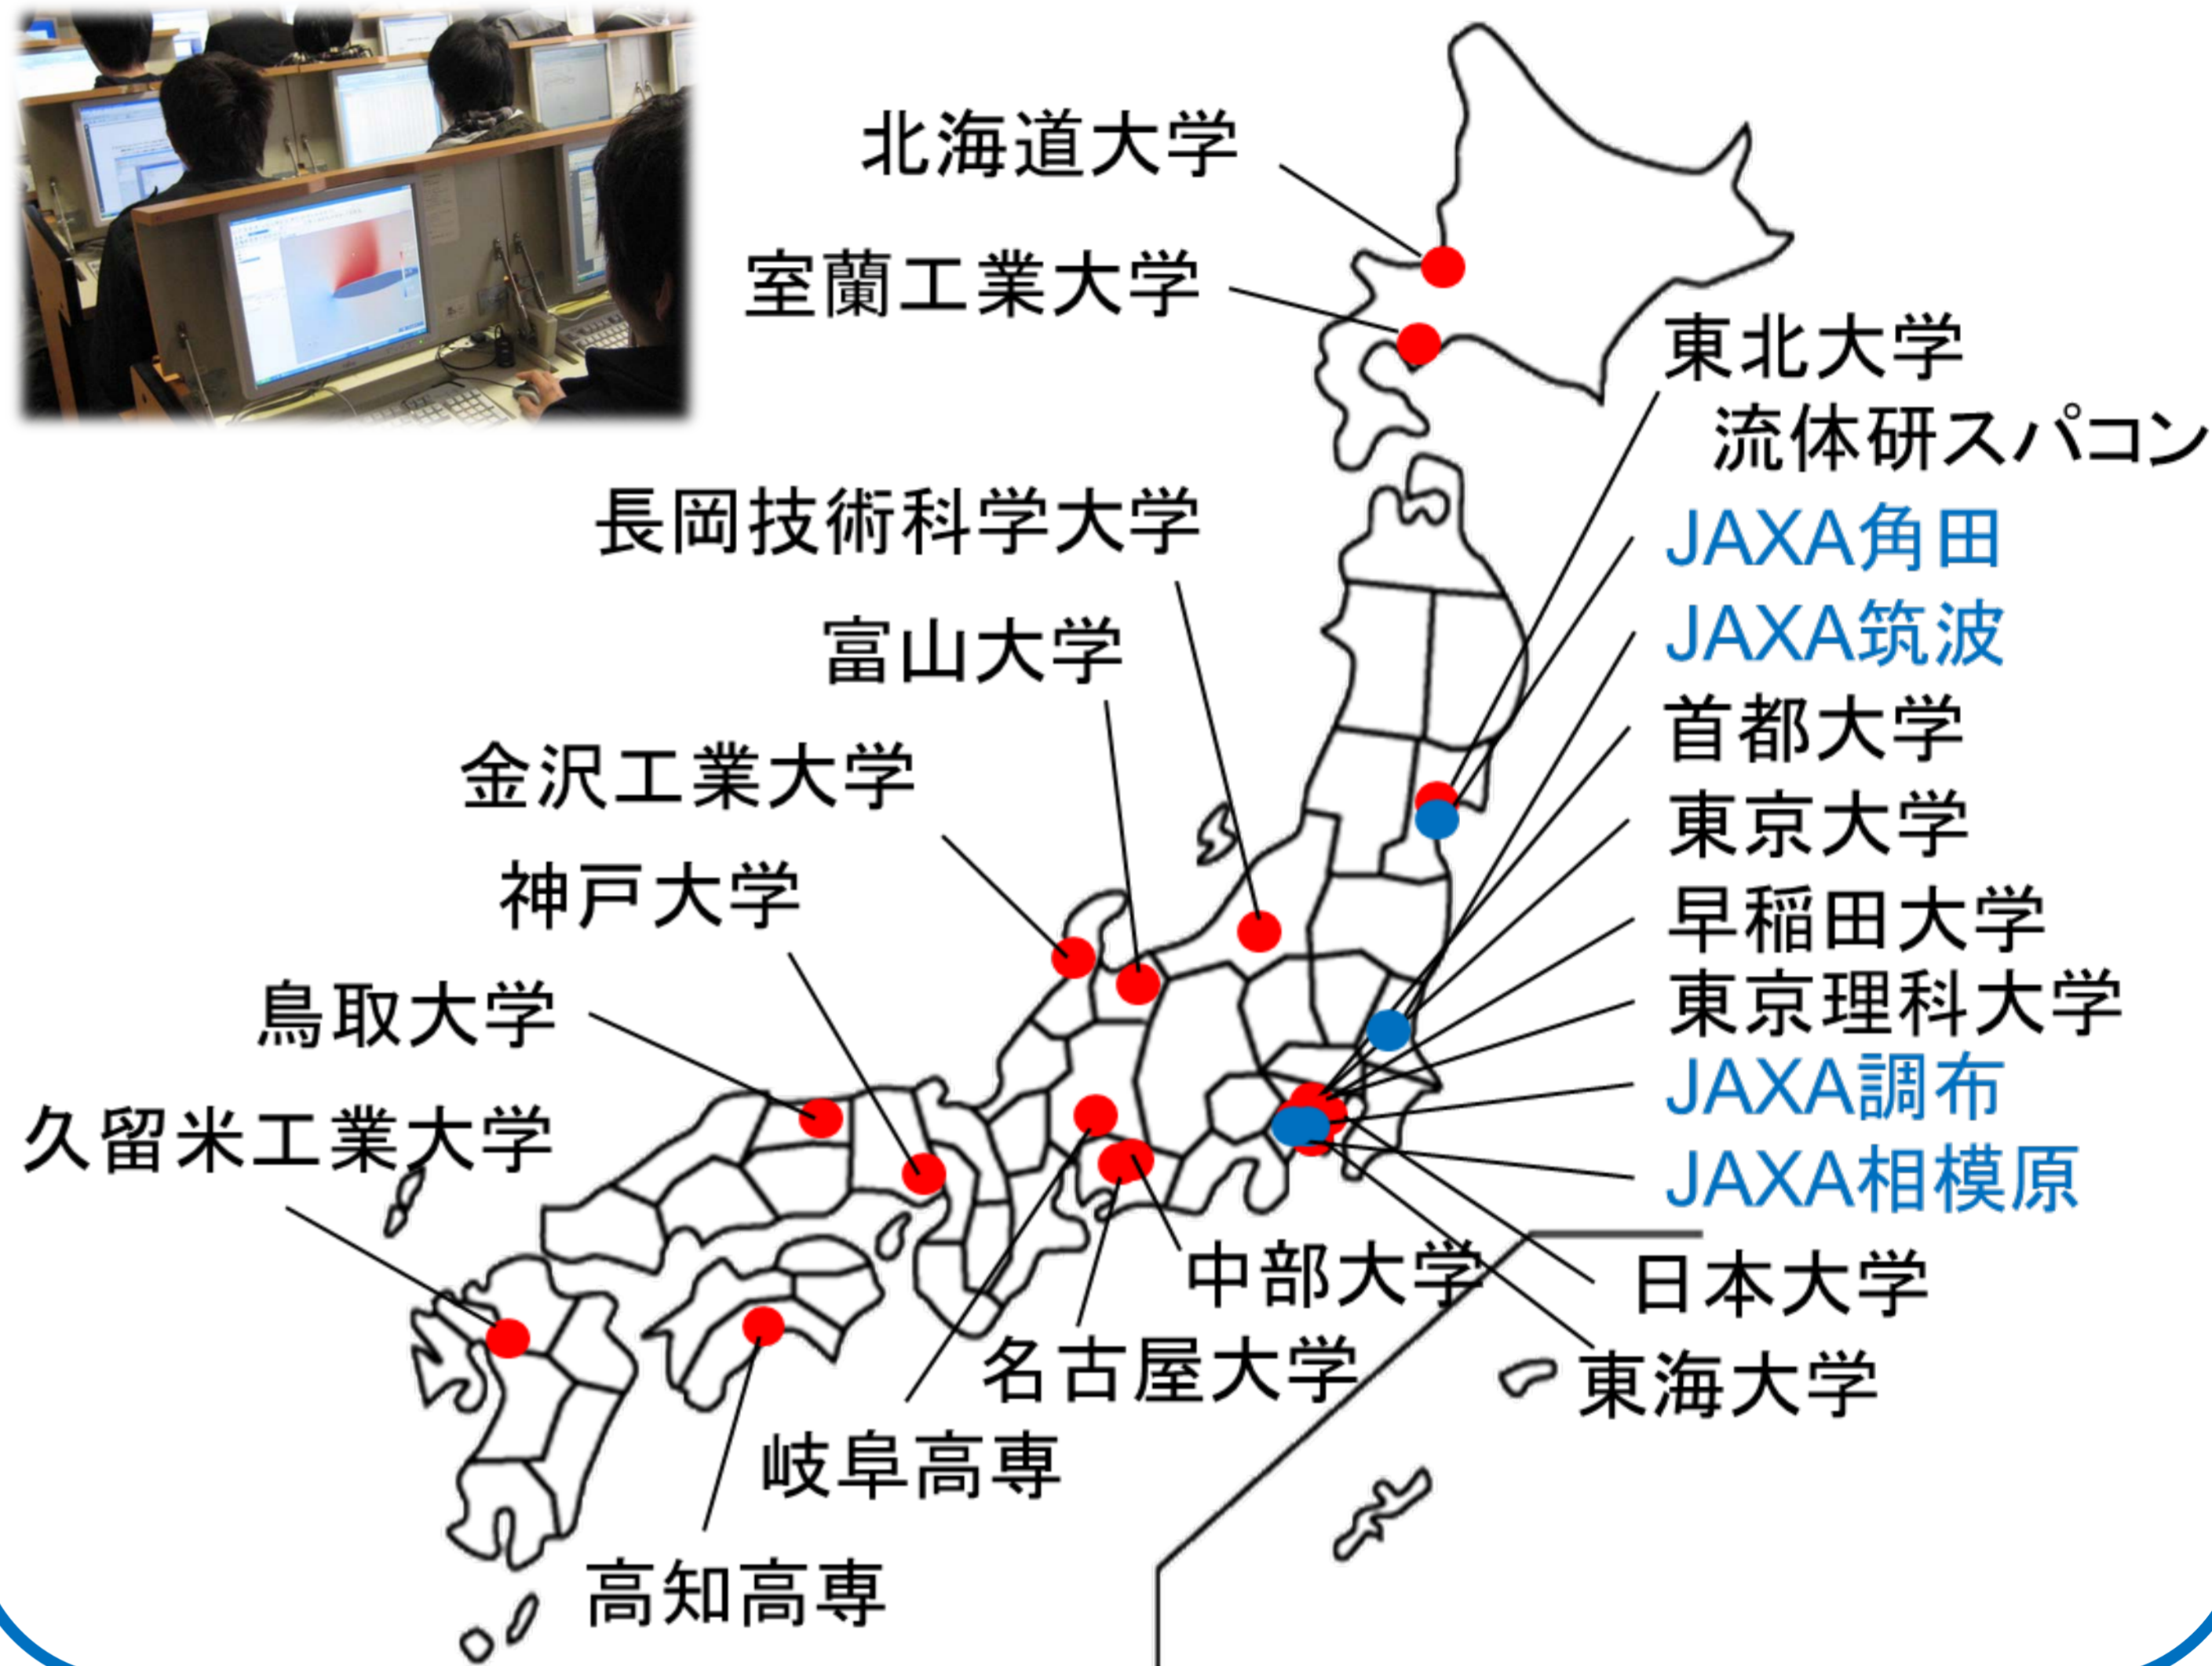 北海道大学
室蘭工業大学
東北大学
流体研スパコン
長岡技術科学大学
JAXA角田
富山大学
JAXA筑波
首都大学
金沢工業大学
東京大学
神戸大学
早稲田大学
鳥取大学
東京理科大学
JAXA調布
久留米工業大学
JAXA相模原
中部大学
日本大学
名古屋大学
東海大学
岐阜高専
高知高専